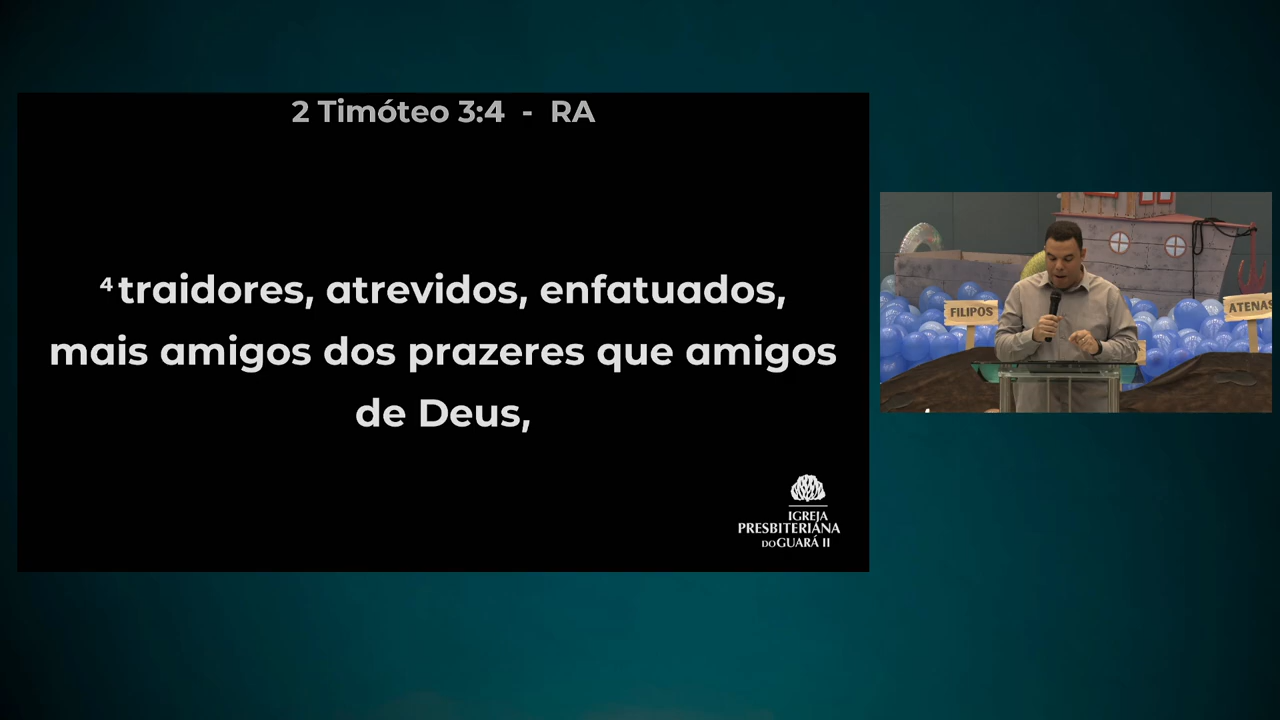 2 Timóteo 3:4 - RA
⁴traidores, atrevidos, enfatuados,
mais amigos dos prazeres que amigos
de Deus,
IGREJA
PRESBITERIANA
DO GUARÁ II
FILIPOS
ATENAS